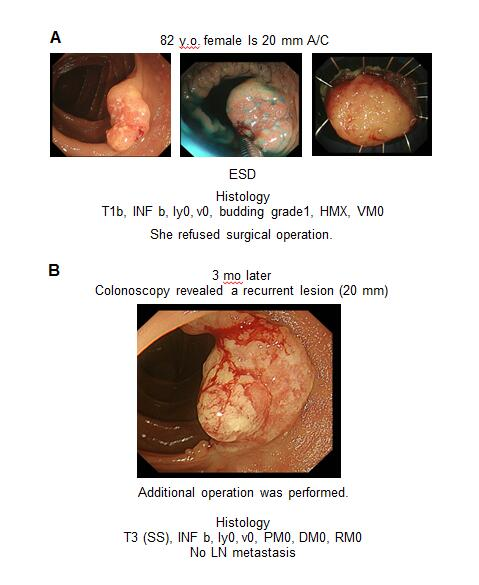 A
82 y.o. female Is 20 mm A/C
ESD
Histology
T1b, INF b, ly0, v0, budding grade1, HMX, VM0
She refused surgical operation.
B
3 mo later
Colonoscopy revealed a recurrent lesion (20 mm)
Additional operation was performed.
Histology
T3 (SS), INF b, ly0, v0, PM0, DM0, RM0
No LN metastasis